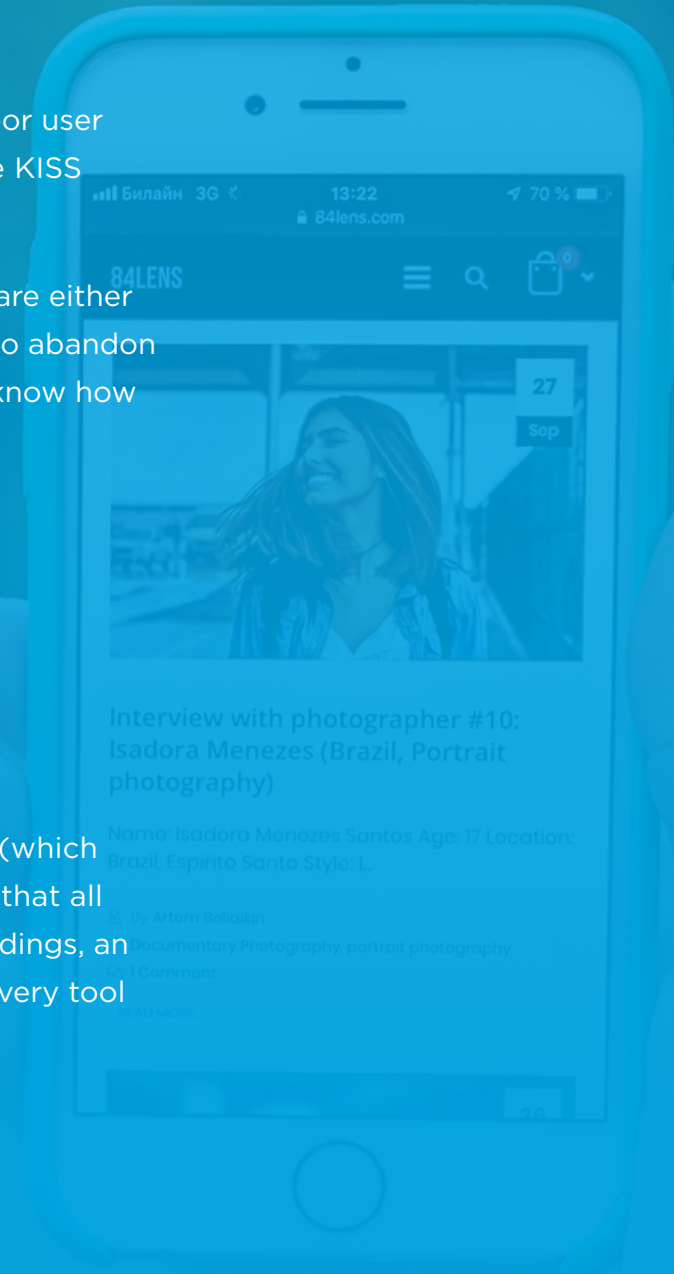 or user
KISS
Билайн 3G 13:22 70 %
84lens.com
84LENS
0
are either
o abandon
27
know how
Sep
Interview with photographer #10:
Isadora Menezes (Brazil, Portrait
photography)
(which
Name: Isadora Menezes Santos Age: 17 Location:
Brazil, Espirito Santo Style: I...
that all
By Artem Beliaikin
dings, an
Documentary Photography, portrait photography
1 Comment
very tool
READ MORE
26